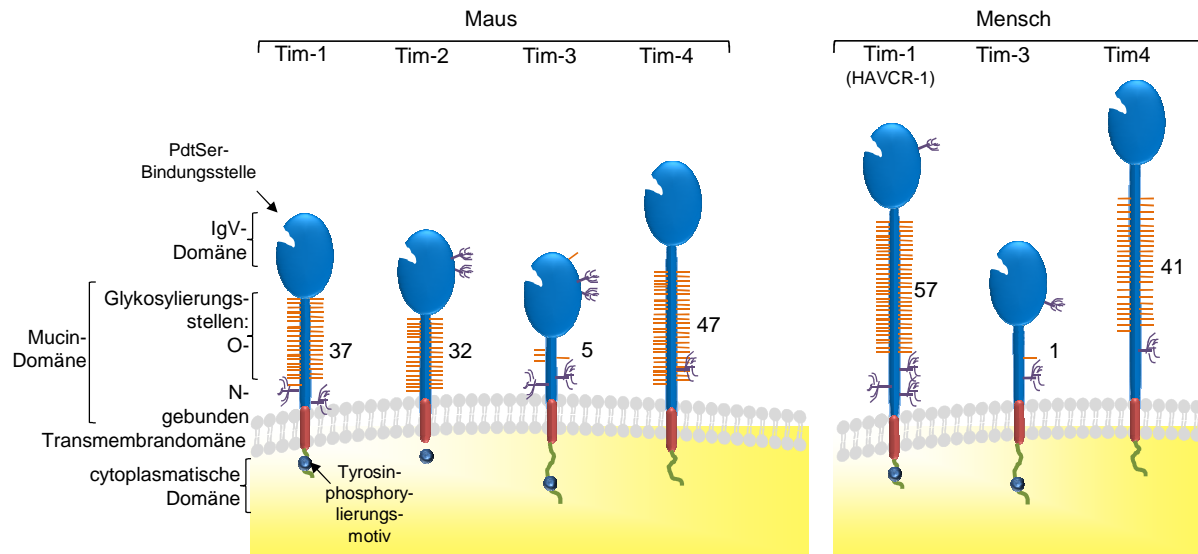 Maus
Mensch
Tim-1
Tim-2
Tim-3
Tim-4
Tim-1
(HAVCR-1)
Tim-3
Tim4
PdtSer-
Bindungsstelle
IgV-
Domäne
Mucin-
Domäne
Glykosylierungs-
stellen:
O-
N-
gebunden
Transmembrandomäne
cytoplasmatische
Domäne
Tyrosin-
phosphory-
lierungs-
motiv
37
32
5
47
57
1
41